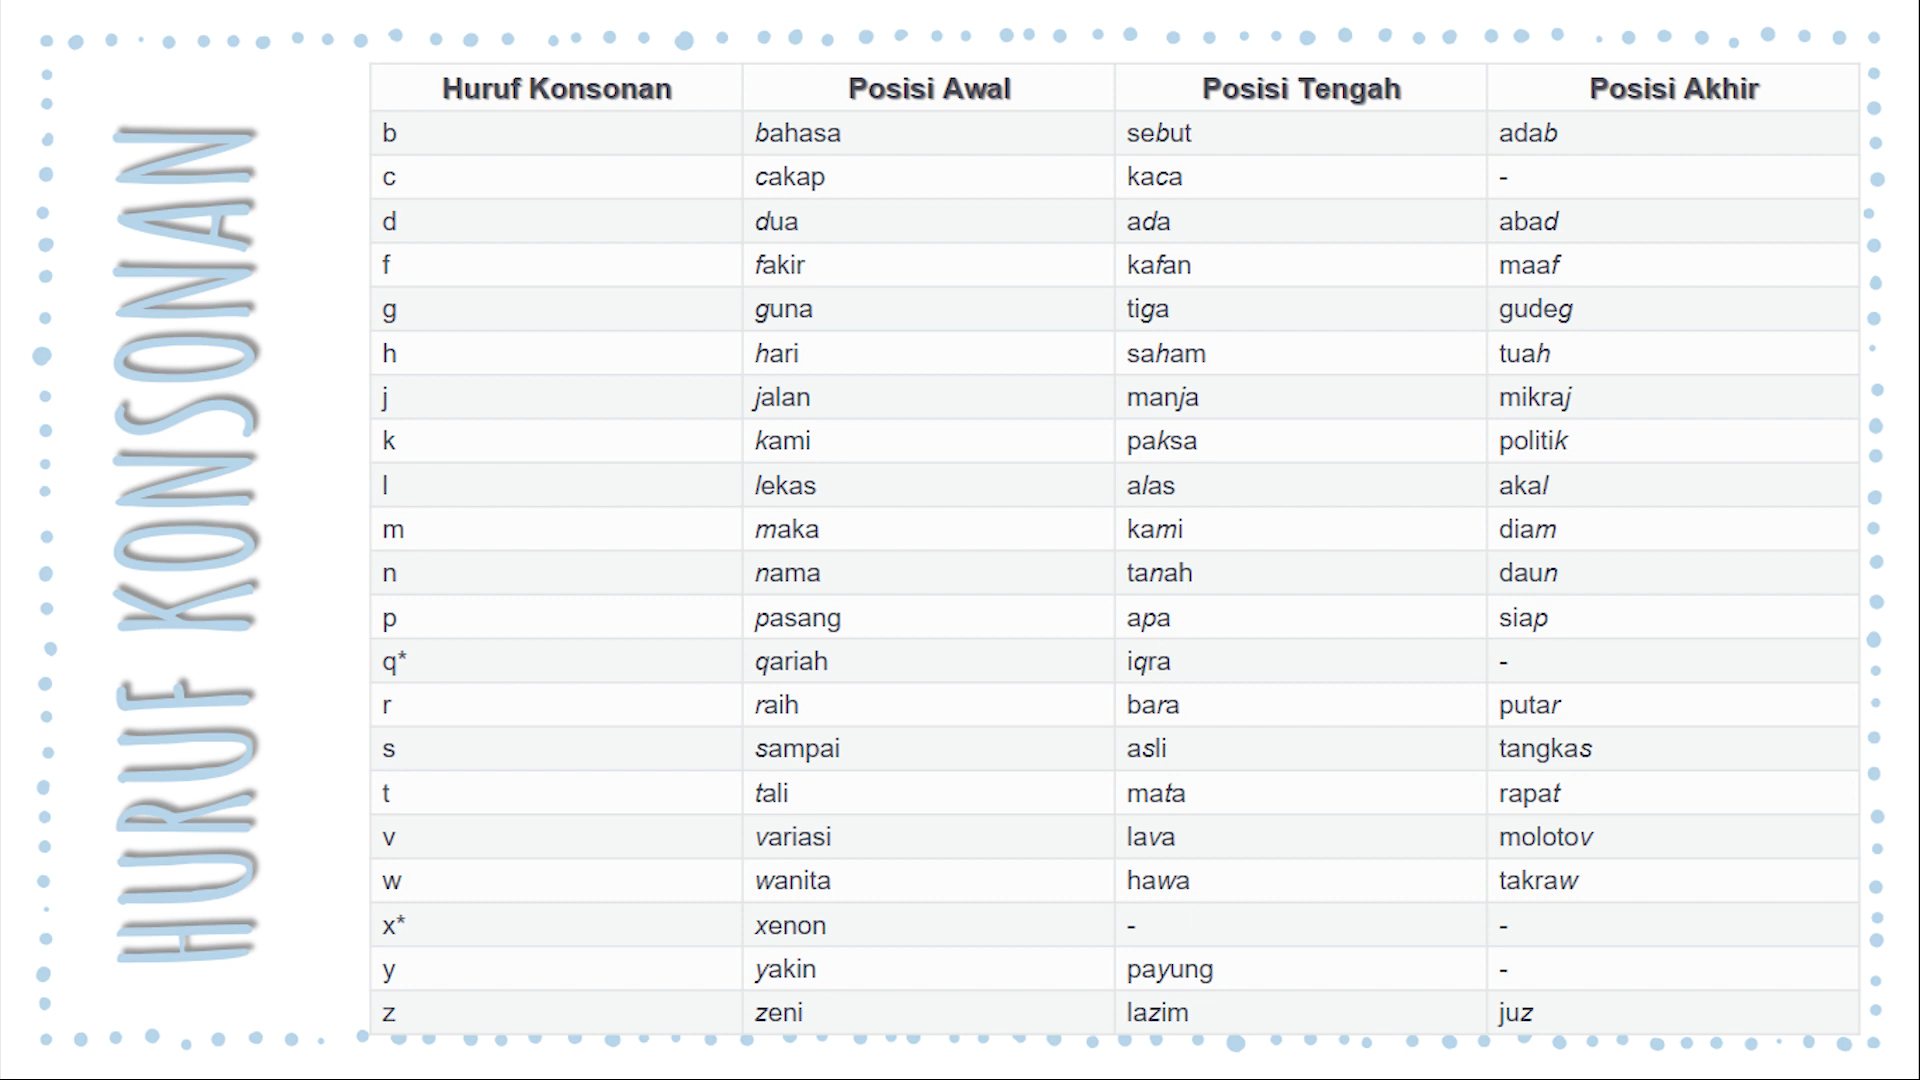 HURUF KONSONAN
Huruf Konsonan Posisi Awal Posisi Tengah Posisi Akhir
b bahasa sebut adab
c cakap kaca -
d dua ada abad
f fakir kafan maaf
g guna tiga gudeg
h hari saham tuah
j jalan manja mikraj
k kami paksa politik
l lekas alas akal
m maka kami diam
n nama tanah daun
p pasang apa siap
q* qariah iqra -
r raih bara putar
s sampai asli tangkas
t tali mata rapat
v variasi lava molotov
w wanita hawa takraw
x* xenon - -
y yakin payung -
z zeni lazim juz